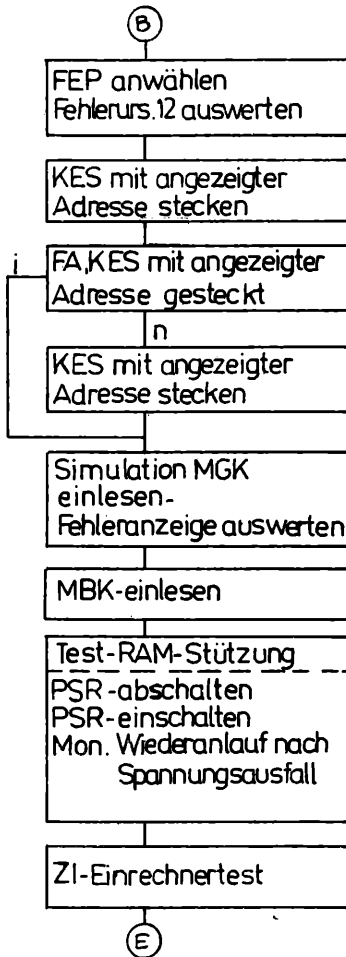 B
FEP anwählen
Fehlerurs.12 auswerten
KES mit angezeigter
Adresse stecken
j
FA,KES mit angezeigter
Adresse gesteckt
n
KES mit angezeigter
Adresse stecken
Simulation MGK
einlesen-
Fehleranzeige auswerten
MBK-einlesen
Test-RAM-Stützung
PSR-abschalten
PSR-einschalten
Mon. Wiederanlauf nach
Spannungsausfall
ZI-Einrechnertest
E